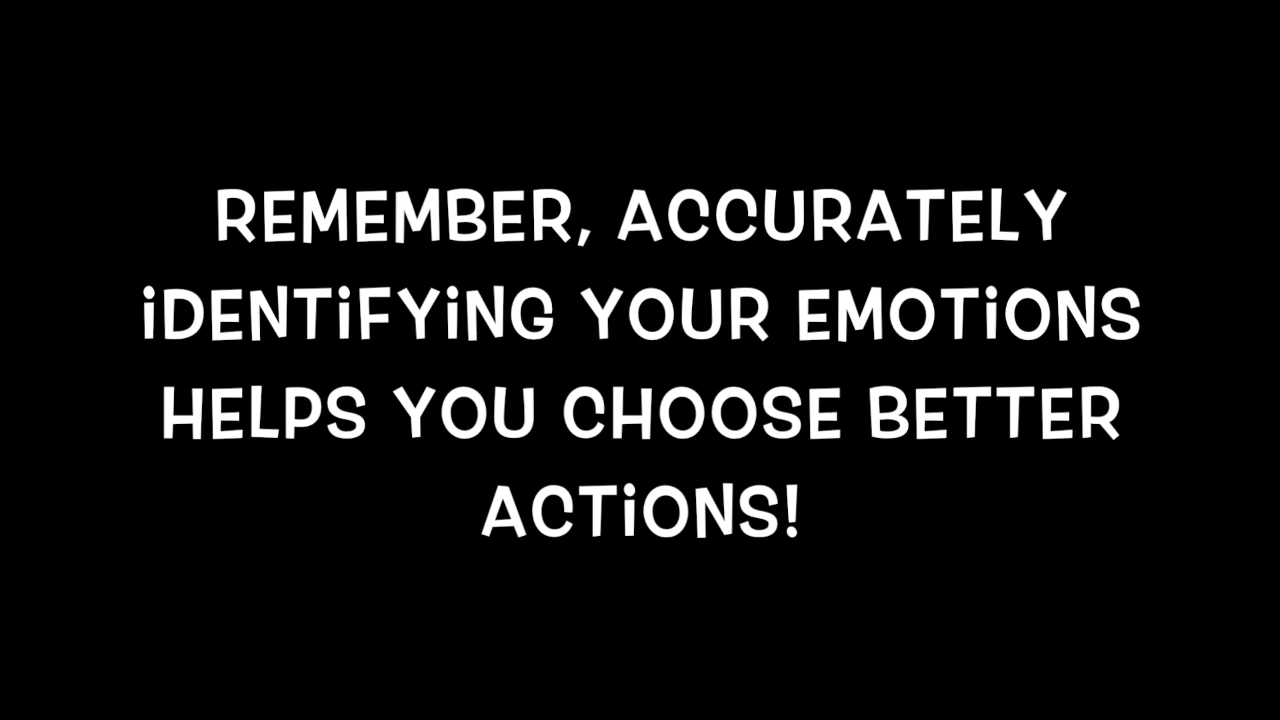 REMEMBER, ACCURATELY
iDENTiFYiNG YOUR EMOTiONS
HELPS YOU CHOOSE BETTER
ACTiONS!